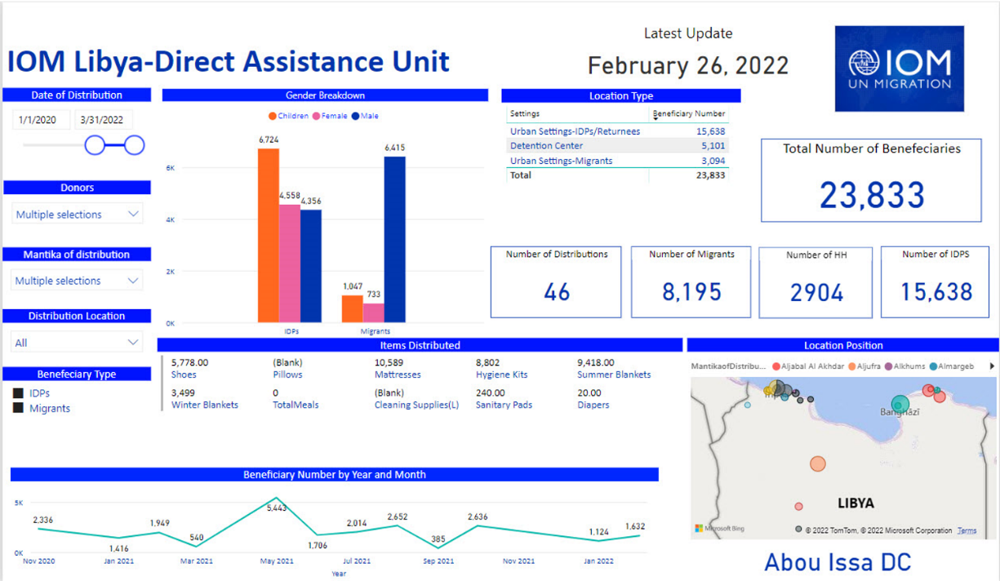 IOM Libya-Direct Assistance Unit
Latest Update
February 26, 2022
IOM
UN MIGRATION
Date of Distribution
1/1/2020
3/31/2022
Donors
Multiple selections
Mantika of distribution
Multiple selections
Distribution Location
All
Benefeciary Type
IDPs
Migrants
Gender Breakdown
Children Female Male
6K
4K
2K
0K
6,724
4,558
4,356
1,047
733
6,415
IDPs
Migrants
Location Type
Settings Beneficiary Number
Urban Settings-IDPs/Returnees 15,638
Detention Center 5,101
Urban Settings-Migrants 3,094
Total 23,833
Total Number of Benefeciaries
23,833
Number of Distributions
46
Number of Migrants
8,195
Number of HH
2904
Number of IDPS
15,638
Items Distributed
5,778.00 (Blank) 10,589 8,802 9,418.00
Shoes Pillows Mattresses Hygiene Kits Summer Blankets
3,499 0 (Blank) 240.00 20.00
Winter Blankets TotalMeals Cleaning Supplies(L) Sanitary Pads Diapers
Location Position
MantikaofDistribu... Aljabal Al Akhdar Aljufra Alkhums Almargeb
Banghāzī
LIBYA
Microsoft Bing
© 2022 TomTom, © 2022 Microsoft Corporation Terms
Abou Issa DC
Beneficiary Number by Year and Month
5K
0K
2,336
1,416
1,949
540
5,443
1,706
2,014
2,652
385
2,636
1,124
1,632
Nov 2020 Jan 2021 Mar 2021 May 2021 Jul 2021 Sep 2021 Nov 2021 Jan 2022
Year